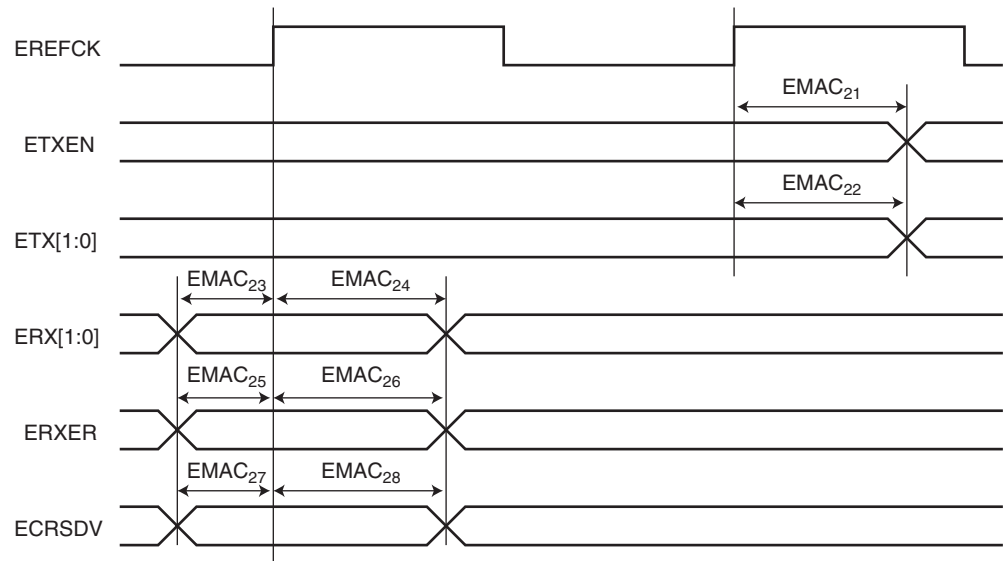 EREFCK
EMAC21
ETXEN
EMAC22
ETX[1:0]
EMAC23 EMAC24
ERX[1:0]
EMAC25 EMAC26
ERXER
EMAC27 EMAC28
ECRSDV